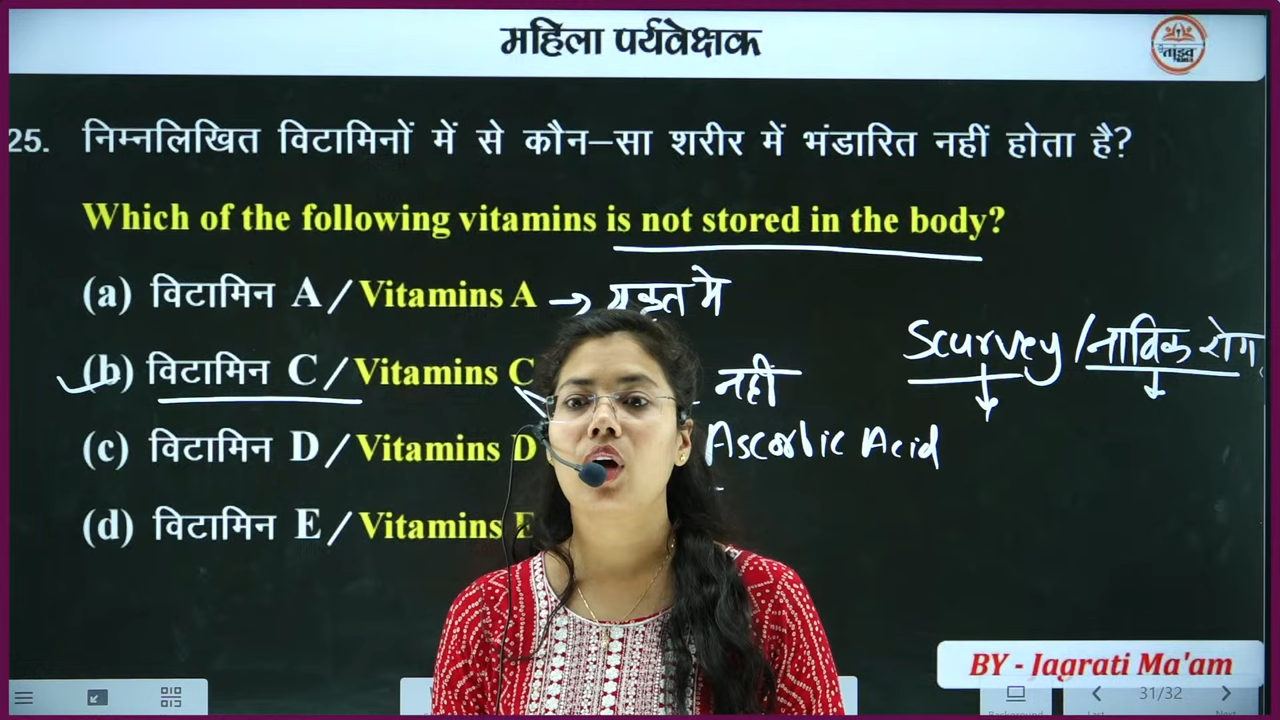 महिला पर्यवेक्षक
25. निम्नलिखित विटामिनों में से कौन–सा शरीर में भंडारित नहीं होता है?
Which of the following vitamins is not stored in the body?
(a) विटामिन A / Vitamins A → यकृत में
(b) विटामिन C / Vitamins C नहीं
Scurvey / नाविक रोग
(c) विटामिन D / Vitamins D
Ascorbic Acid
(d) विटामिन E / Vitamins E
BY - Jagrati Ma'am
31/32